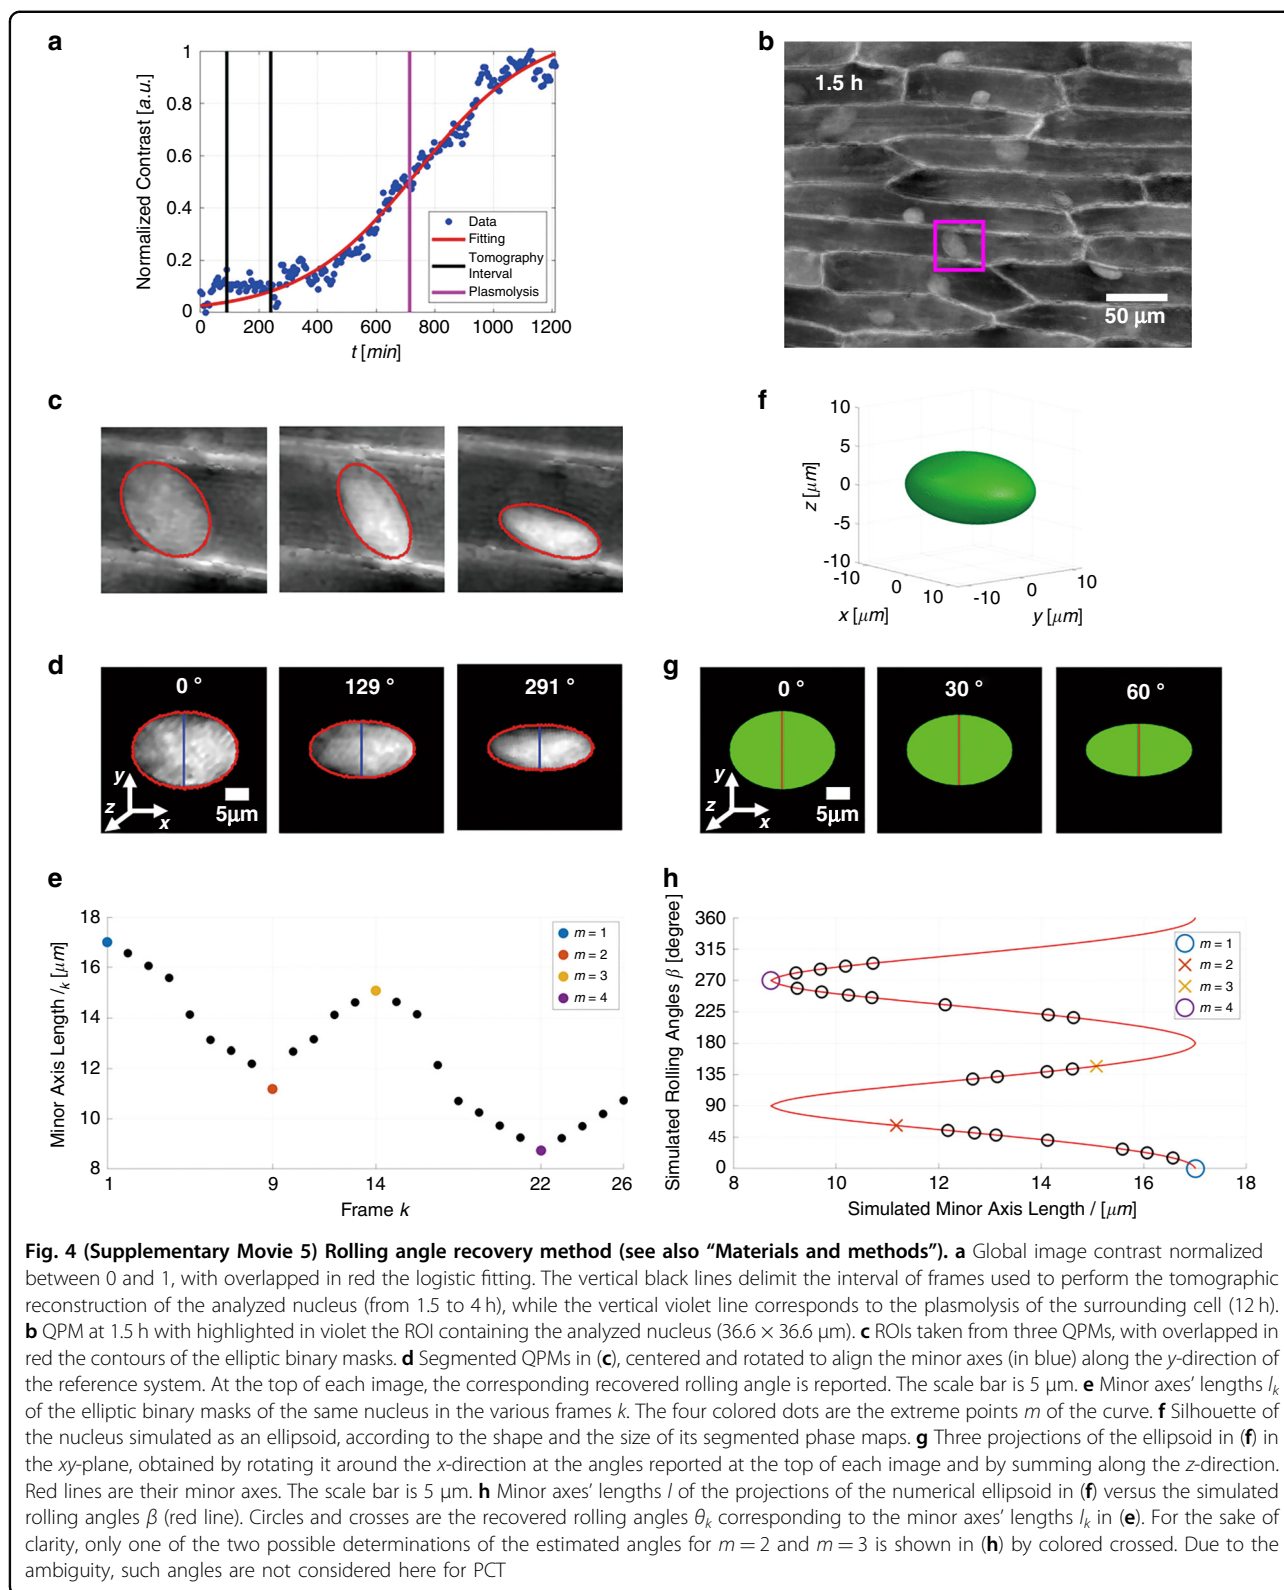 a
Normalized Contrast [a.u.]
1
0.8
0.6
0.4
0.2
0
0 200 400 600 800 1000 1200
t [min]
Data
Fitting
Tomography
Interval
Plasmolysis
b
1.5 h
50 μm
c
f
10
5
0
-5
-10
z [μm]
-10 0 10
x [μm]
-10 0 10
y [μm]
d
0 °
129 °
291 °
y
z
x
5μm
g
0 °
30 °
60 °
y
z
x
5μm
e
Minor Axis Length lk [μm]
18
16
14
12
10
8
1 9 14 22 26
Frame k
m = 1
m = 2
m = 3
m = 4
h
Simulated Rolling Angles β [degree]
360
315
270
225
180
135
90
45
0
8 10 12 14 16 18
Simulated Minor Axis Length l [μm]
m = 1
m = 2
m = 3
m = 4
Fig. 4 (Supplementary Movie 5) Rolling angle recovery method (see also “Materials and methods”). a Global image contrast normalized
between 0 and 1, with overlapped in red the logistic fitting. The vertical black lines delimit the interval of frames used to perform the tomographic
reconstruction of the analyzed nucleus (from 1.5 to 4 h), while the vertical violet line corresponds to the plasmolysis of the surrounding cell (12 h).
b QPM at 1.5 h with highlighted in violet the ROI containing the analyzed nucleus (36.6 × 36.6 μm). c ROIs taken from three QPMs, with overlapped in
red the contours of the elliptic binary masks. d Segmented QPMs in (c), centered and rotated to align the minor axes (in blue) along the y-direction of
the reference system. At the top of each image, the corresponding recovered rolling angle is reported. The scale bar is 5 μm. e Minor axes’ lengths lk
of the elliptic binary masks of the same nucleus in the various frames k. The four colored dots are the extreme points m of the curve. f Silhouette of
the nucleus simulated as an ellipsoid, according to the shape and the size of its segmented phase maps. g Three projections of the ellipsoid in (f) in
the xy-plane, obtained by rotating it around the x-direction at the angles reported at the top of each image and by summing along the z-direction.
Red lines are their minor axes. The scale bar is 5 μm. h Minor axes’ lengths l of the projections of the numerical ellipsoid in (f) versus the simulated
rolling angles β (red line). Circles and crosses are the recovered rolling angles θk corresponding to the minor axes’ lengths lk in (e). For the sake of
clarity, only one of the two possible determinations of the estimated angles for m = 2 and m = 3 is shown in (h) by colored crossed. Due to the
ambiguity, such angles are not considered here for PCT